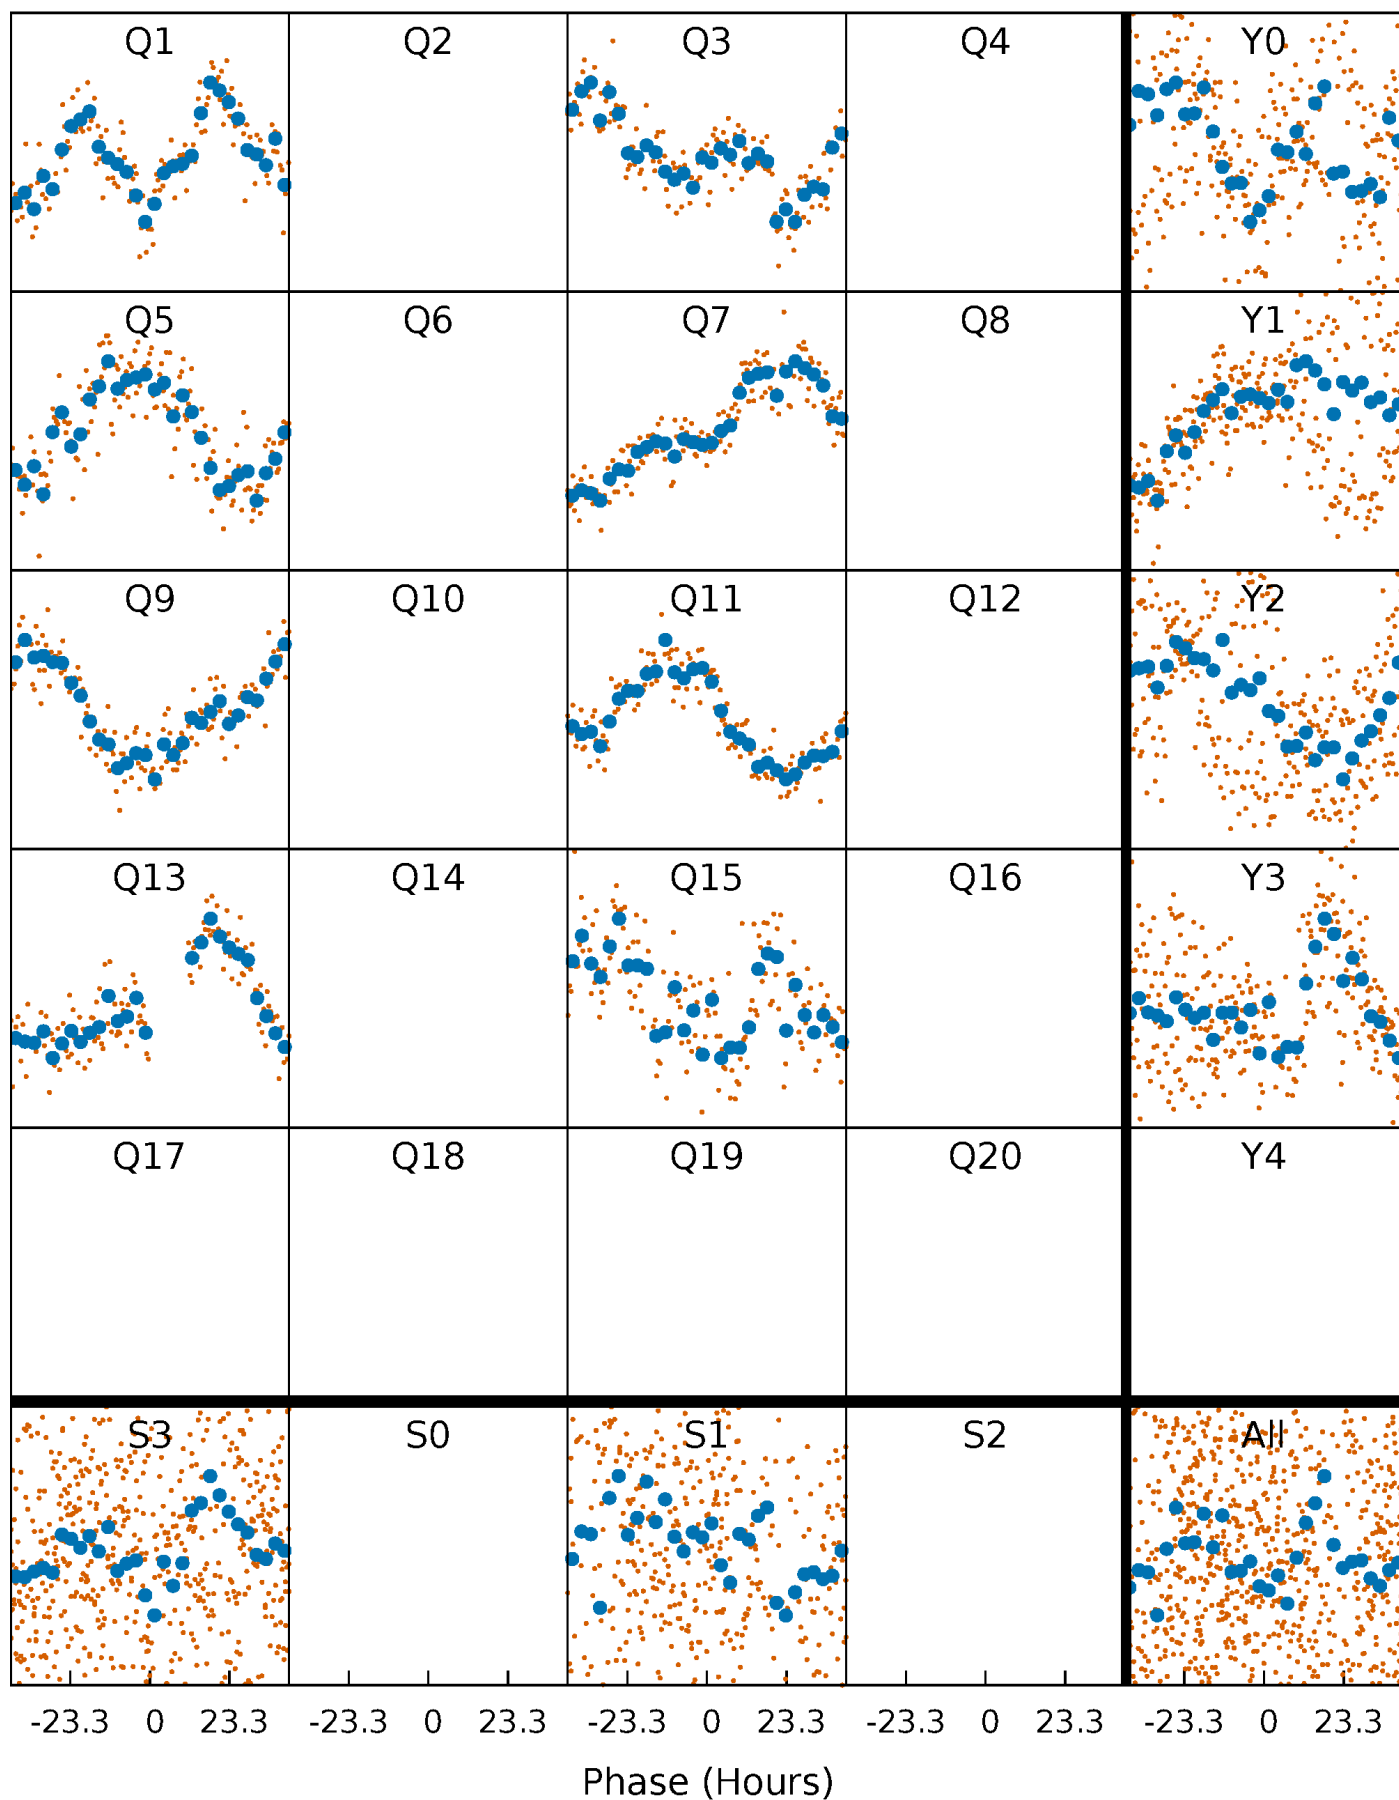 Q1 Q2 Q3 Q4 Y0
Q5 Q6 Q7 Q8 Y1
Q9 Q10 Q11 Q12 Y2
Q13 Q14 Q15 Q16 Y3
Q17 Q18 Q19 Q20 Y4
S3 S0 S1 S2 All
-23.3 0 23.3 -23.3 0 23.3 -23.3 0 23.3 -23.3 0 23.3 -23.3 0 23.3
Phase (Hours)